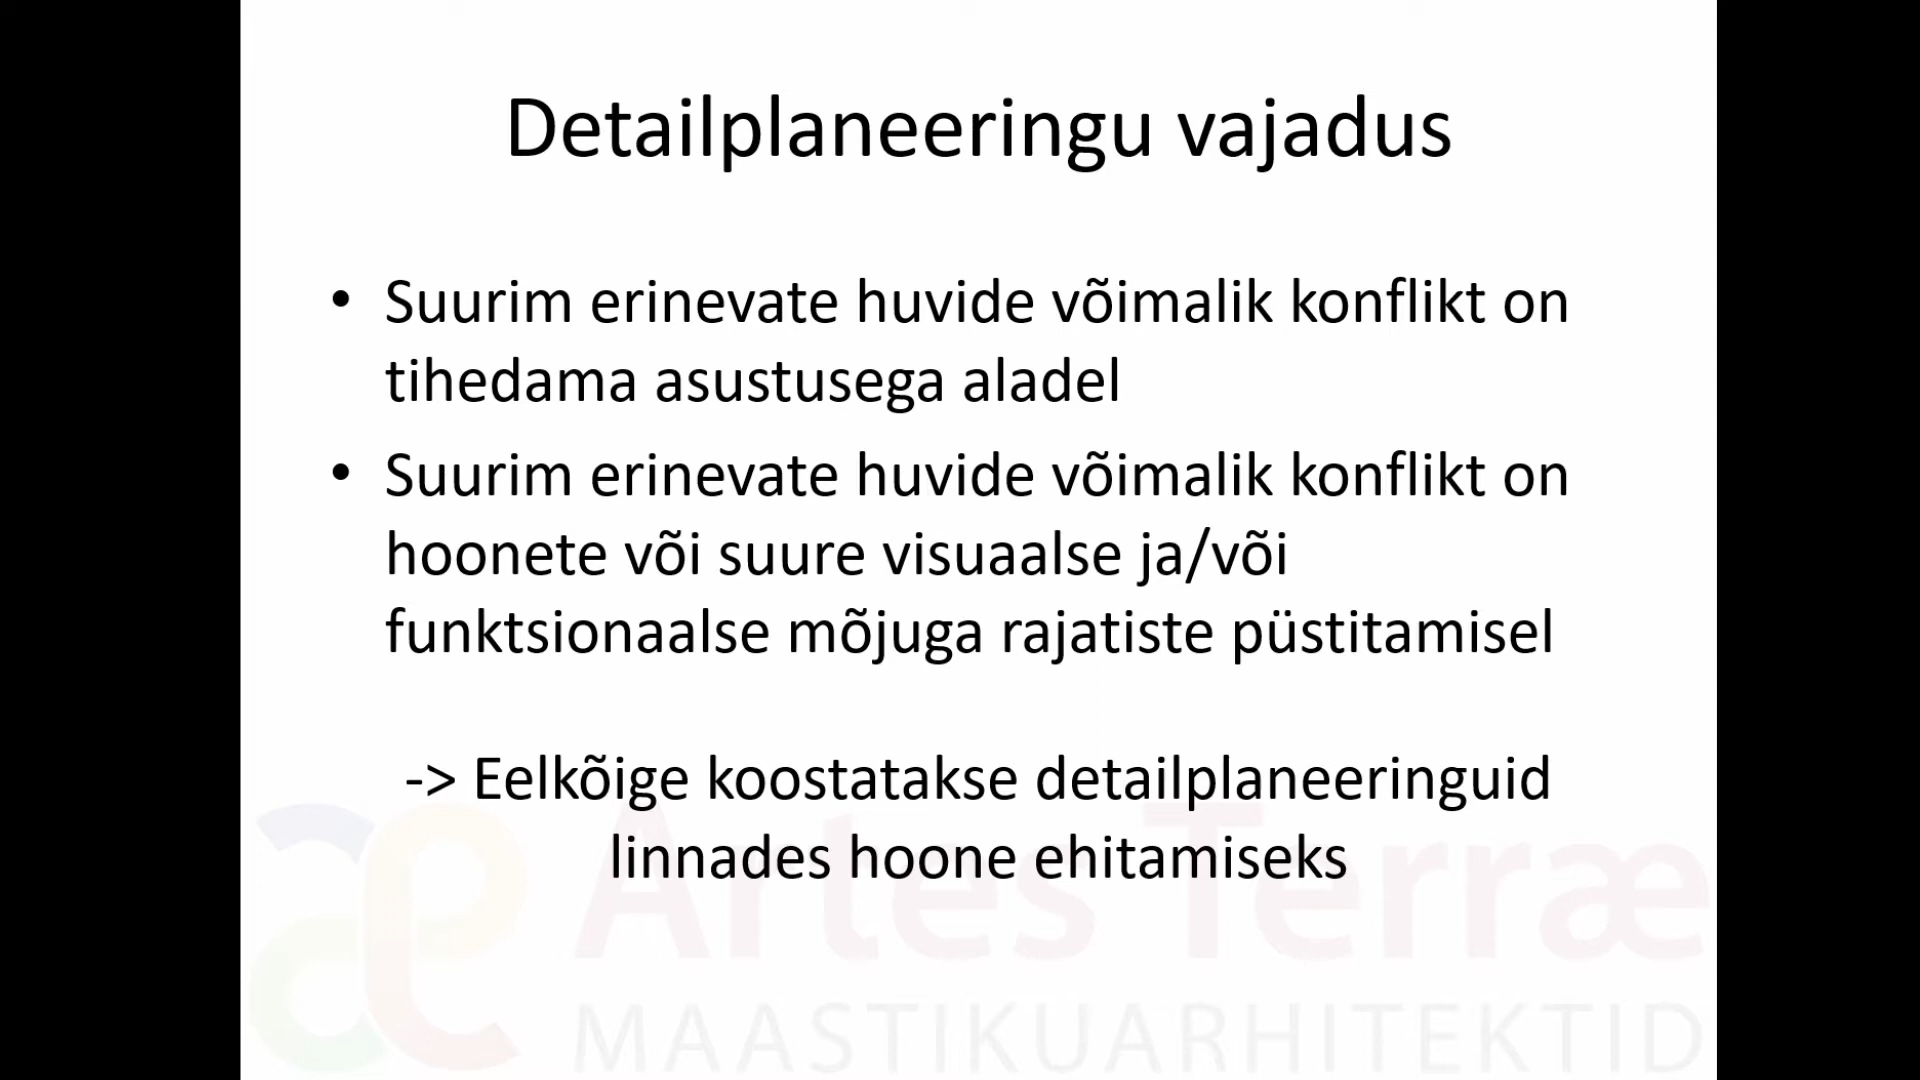 Detailplaneeringu vajadus
• Suurim erinevate huvide võimalik konflikt on
tihedama asustusega aladel
• Suurim erinevate huvide võimalik konflikt on
hoonete või suure visuaalse ja/või
funktsionaalse mõjuga rajatiste püstitamisel
-> Eelkõige koostatakse detailplaneeringuid
linnades hoone ehitamiseks
Artes Terræ
MAASTIKUARHITEKTID